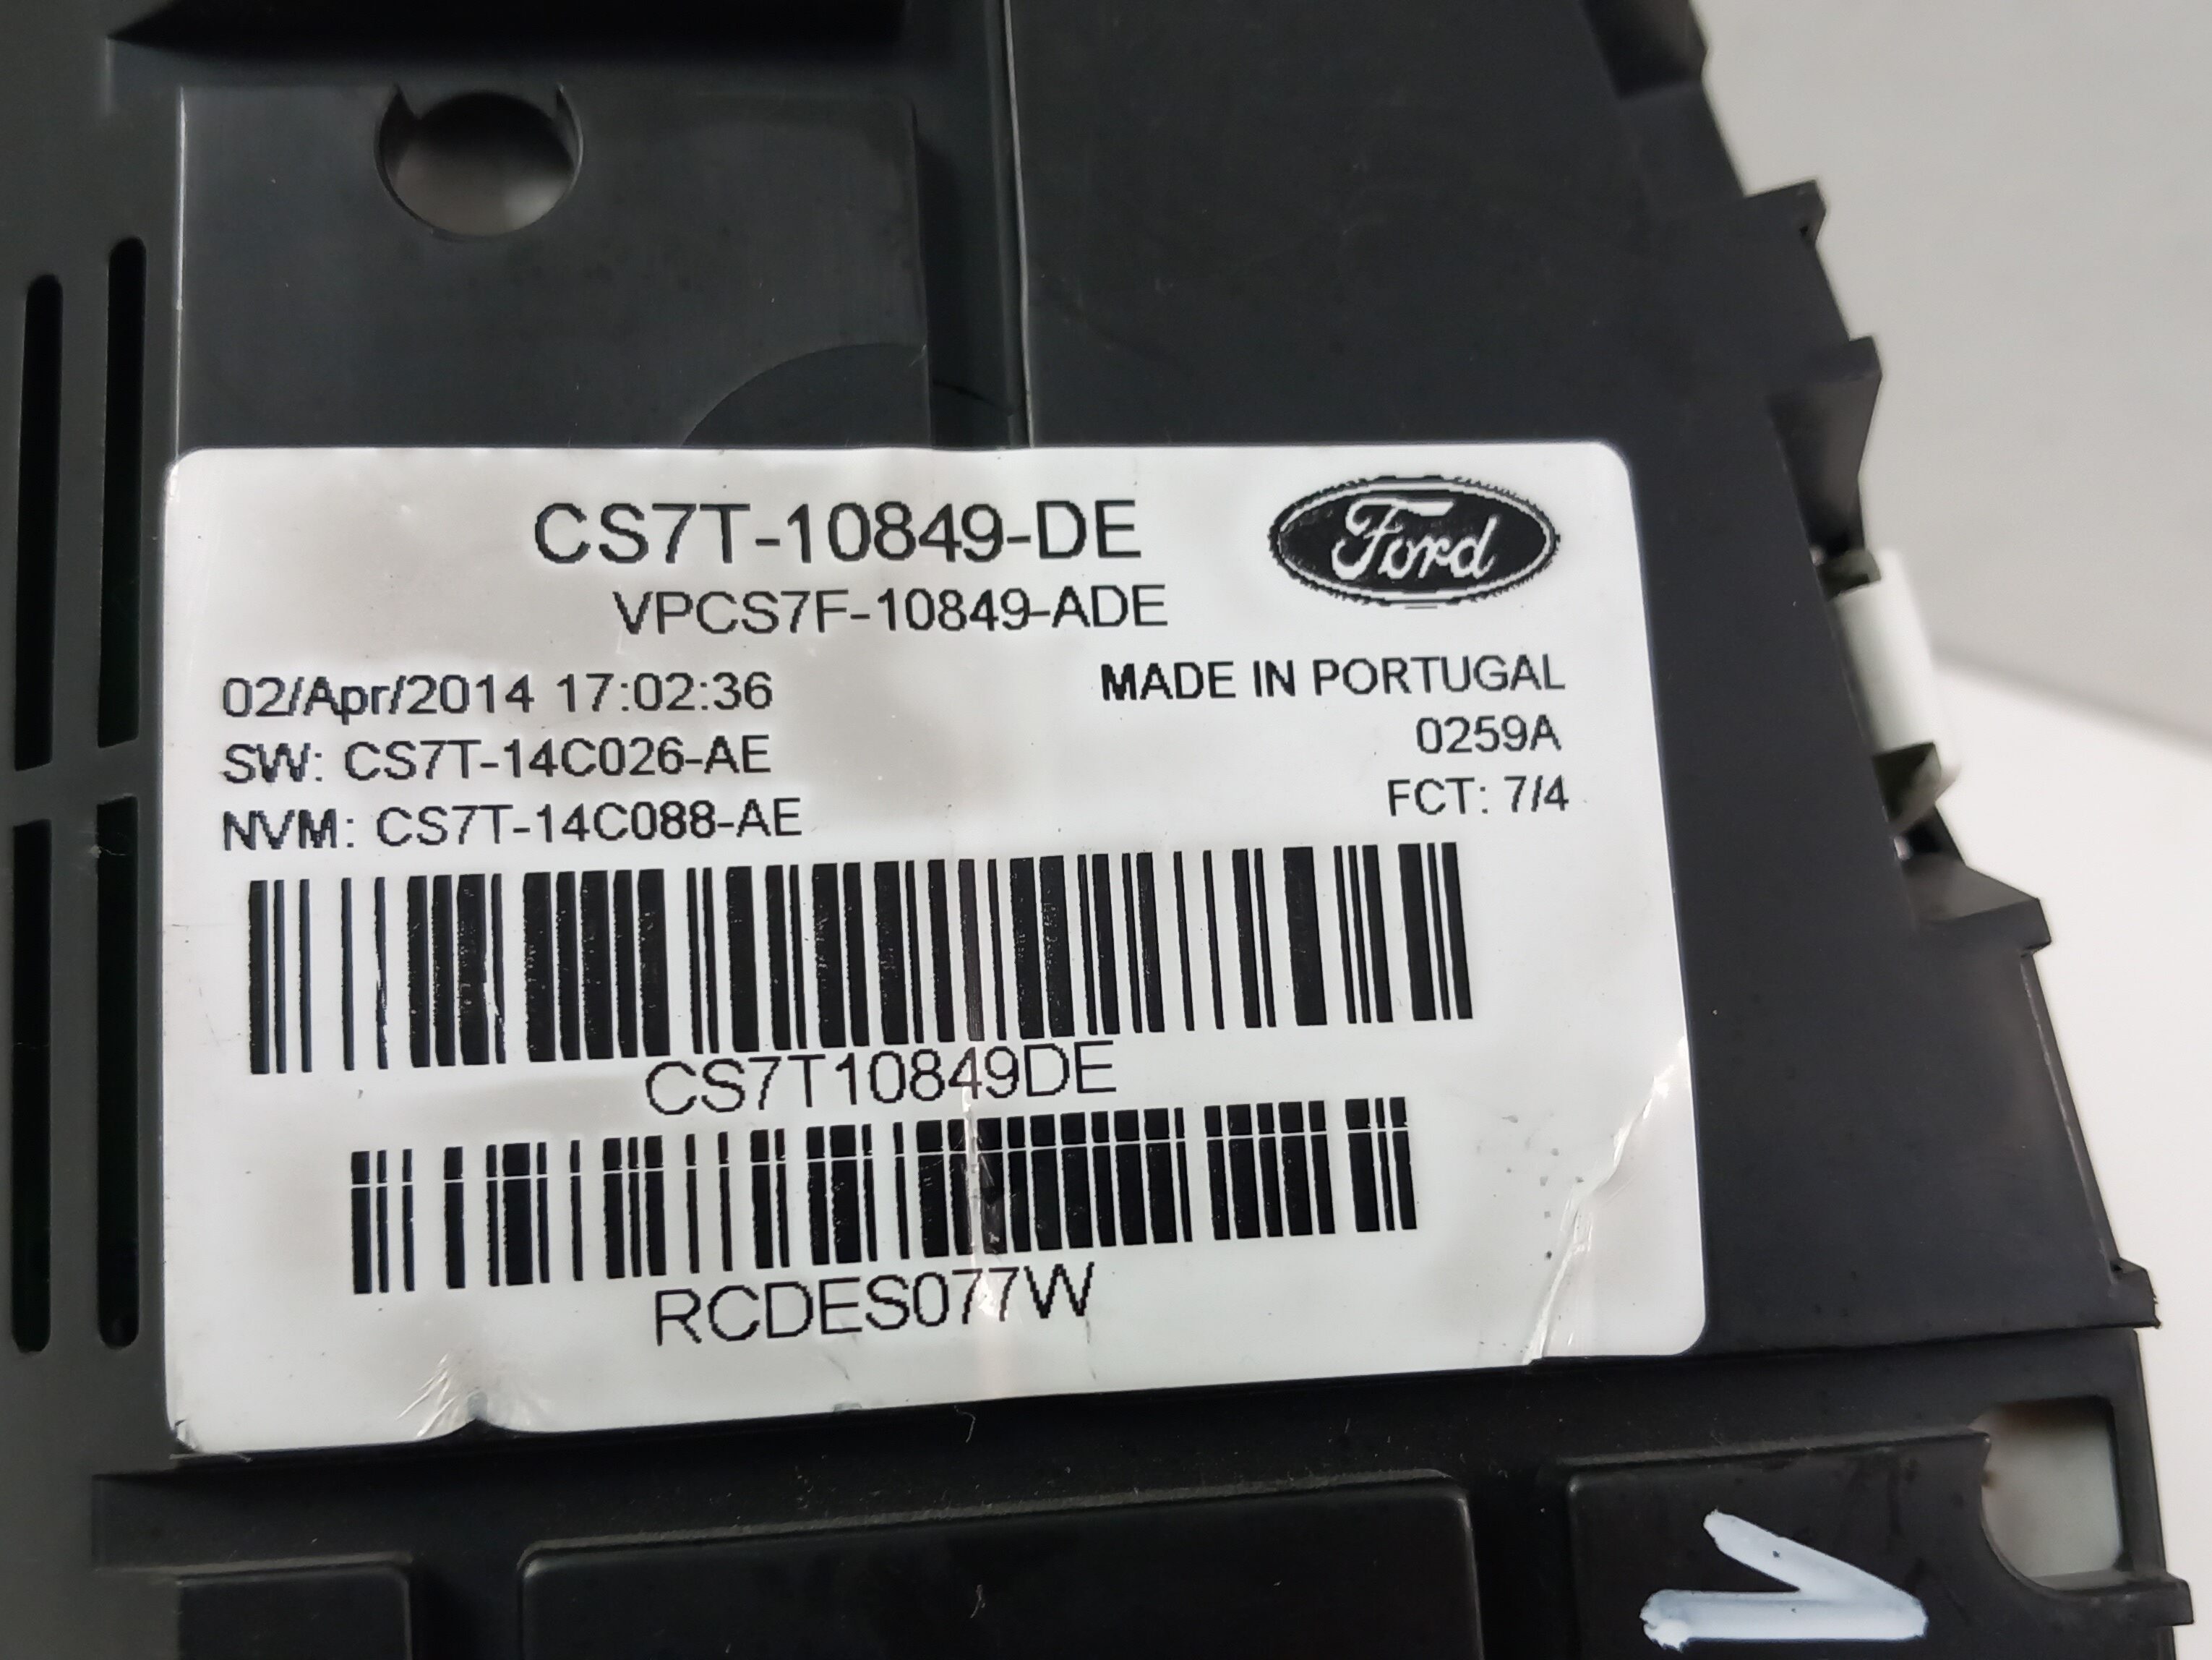 CS7T-10849-DE
Ford
VPCS7F-10849-ADE
02/Apr/2014 17:02:36
MADE IN PORTUGAL
SW: CS7T-14C026-AE
0259A
NVM: CS7T-14C088-AE
FCT: 7/4
CS7T10849DE
RCDES077W